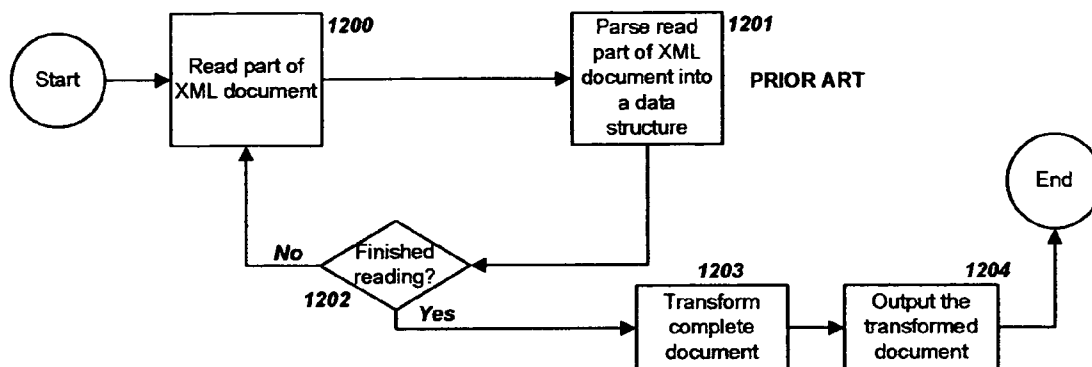 1200
1201
Start
Read part of
XML document
Parse read
part of XML
document into
a data
structure
PRIOR ART
End
No
Finished
reading?
1202
Yes
1203
1204
Transform
complete
document
Output the
transformed
document